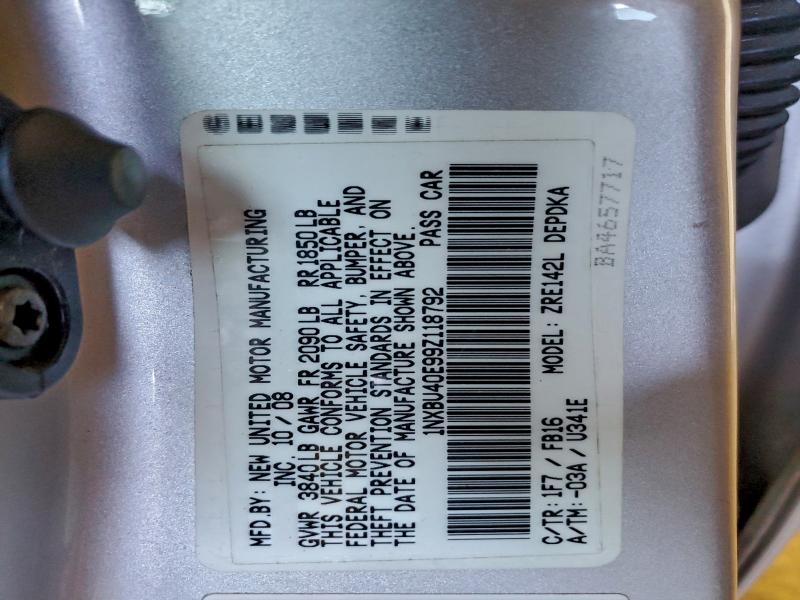 MFD.BY: NEW UNITED MOTOR MANUFACTURING
INC. 10/08
GVWR 3840LB GAWR FR 2090LB RR 1850LB
THIS VEHICLE CONFORMS TO ALL APPLICABLE
FEDERAL MOTOR VEHICLE SAFETY, BUMPER, AND
THEFT PREVENTION STANDARDS IN EFFECT ON
THE DATE OF MANUFACTURE SHOWN ABOVE.
1NXBU40E99Z118792 PASS CAR
C/TR: 1F7 / FB16 MODEL: ZRE142L DEPDKA
A/TM: -03A / U341E
BA4657717